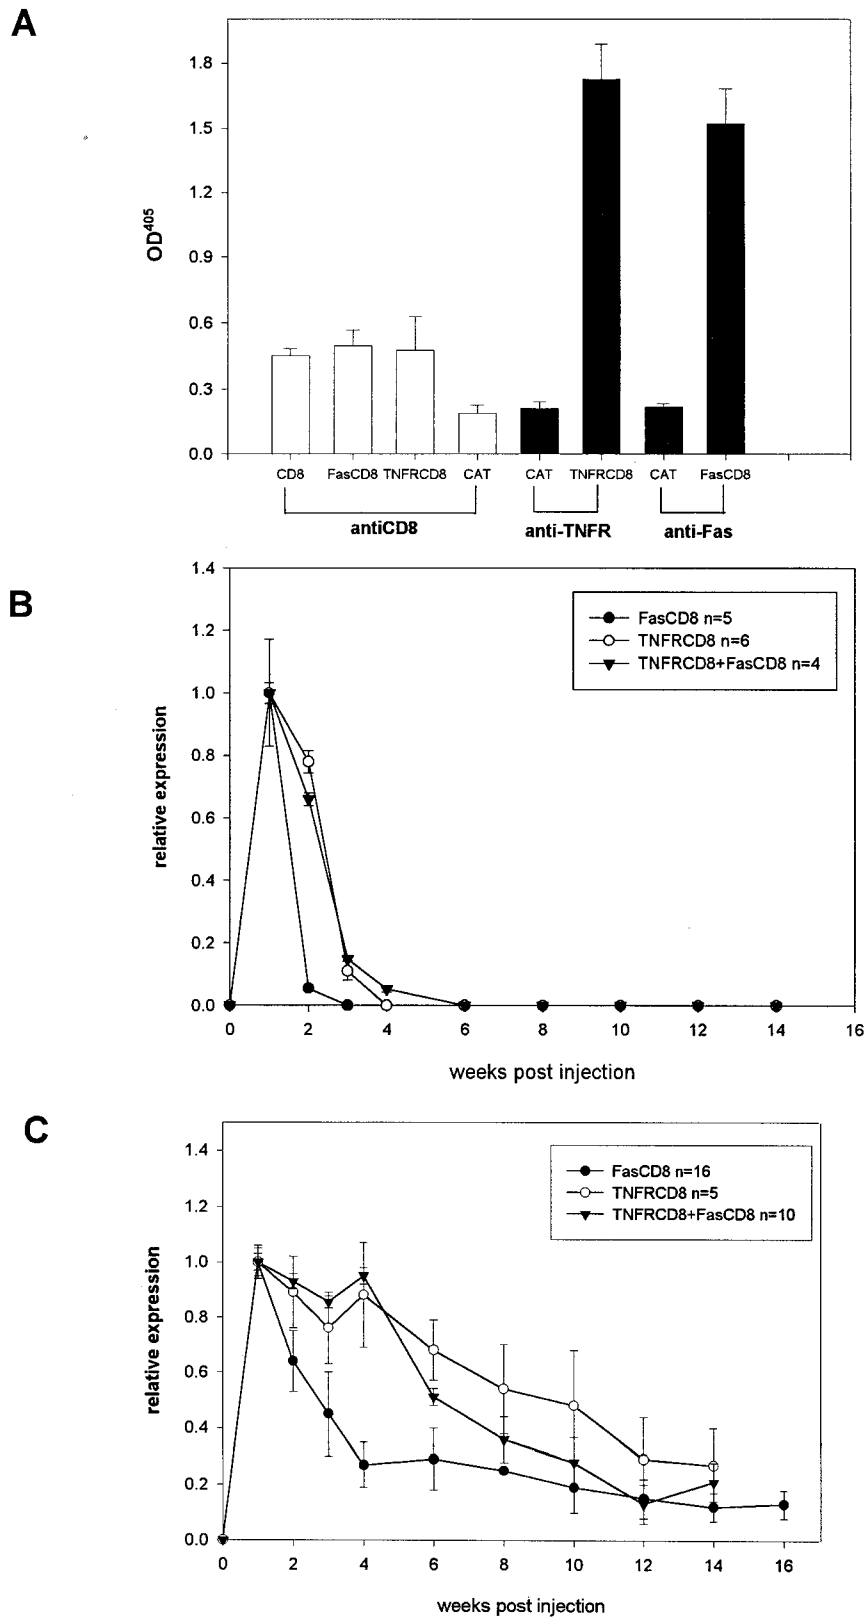 A
1.8
1.5
1.2
0.9
0.6
0.3
0.0
OD405
CD8 FasCD8 TNFRCD8 CAT CAT TNFRCD8 CAT FasCD8
antiCD8 anti-TNFR anti-Fas
B
1.4
1.2
1.0
0.8
0.6
0.4
0.2
0.0
relative expression
FasCD8 n=5
TNFRCD8 n=6
TNFRCD8+FasCD8 n=4
0 2 4 6 8 10 12 14 16
weeks post injection
C
1.4
1.2
1.0
0.8
0.6
0.4
0.2
0.0
relative expression
FasCD8 n=16
TNFRCD8 n=5
TNFRCD8+FasCD8 n=10
0 2 4 6 8 10 12 14 16
weeks post injection